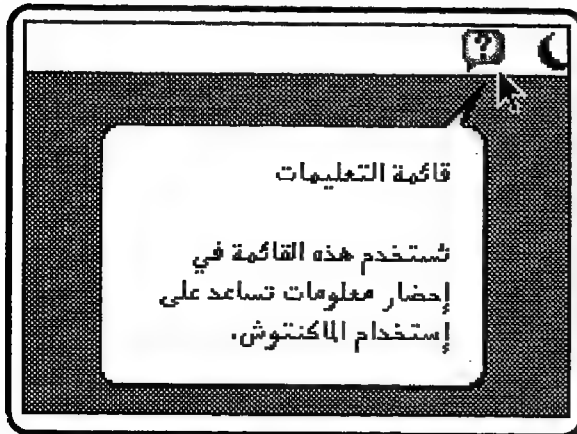 ?
قائمة التعليمات
تستخدم هذه القائمة في
إحضار معلومات تساعد على
إستخدام الماكنتوش.